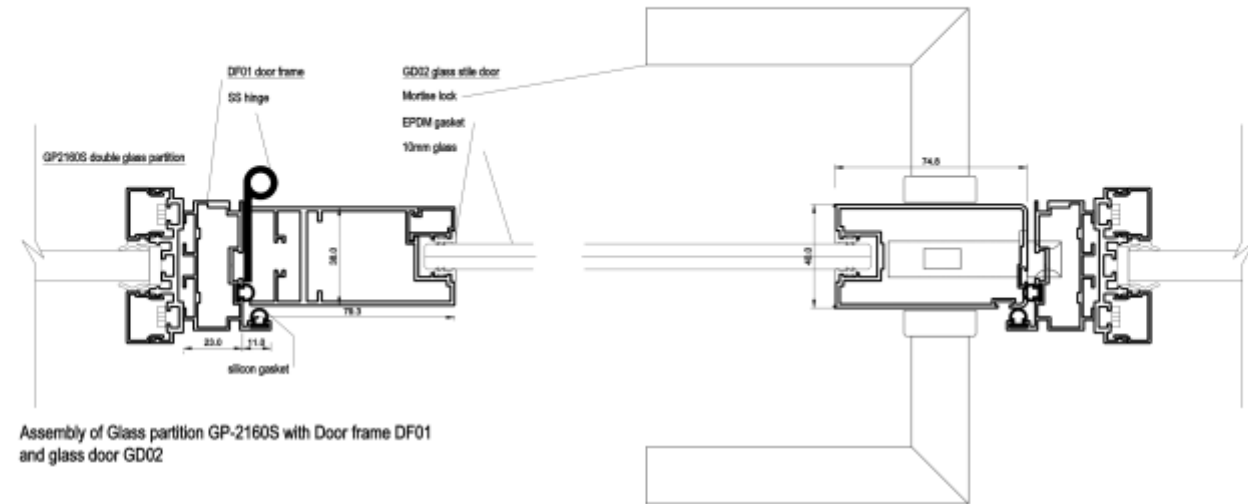 DF01 door frame
SS hinge
GP2160S double glass partition
GD02 glass stile door
Mortise lock
EPDM gasket
10mm glass
74.8
38.0
40.0
79.3
23.0
11.0
silicon gasket
Assembly of Glass partition GP-2160S with Door frame DF01
and glass door GD02